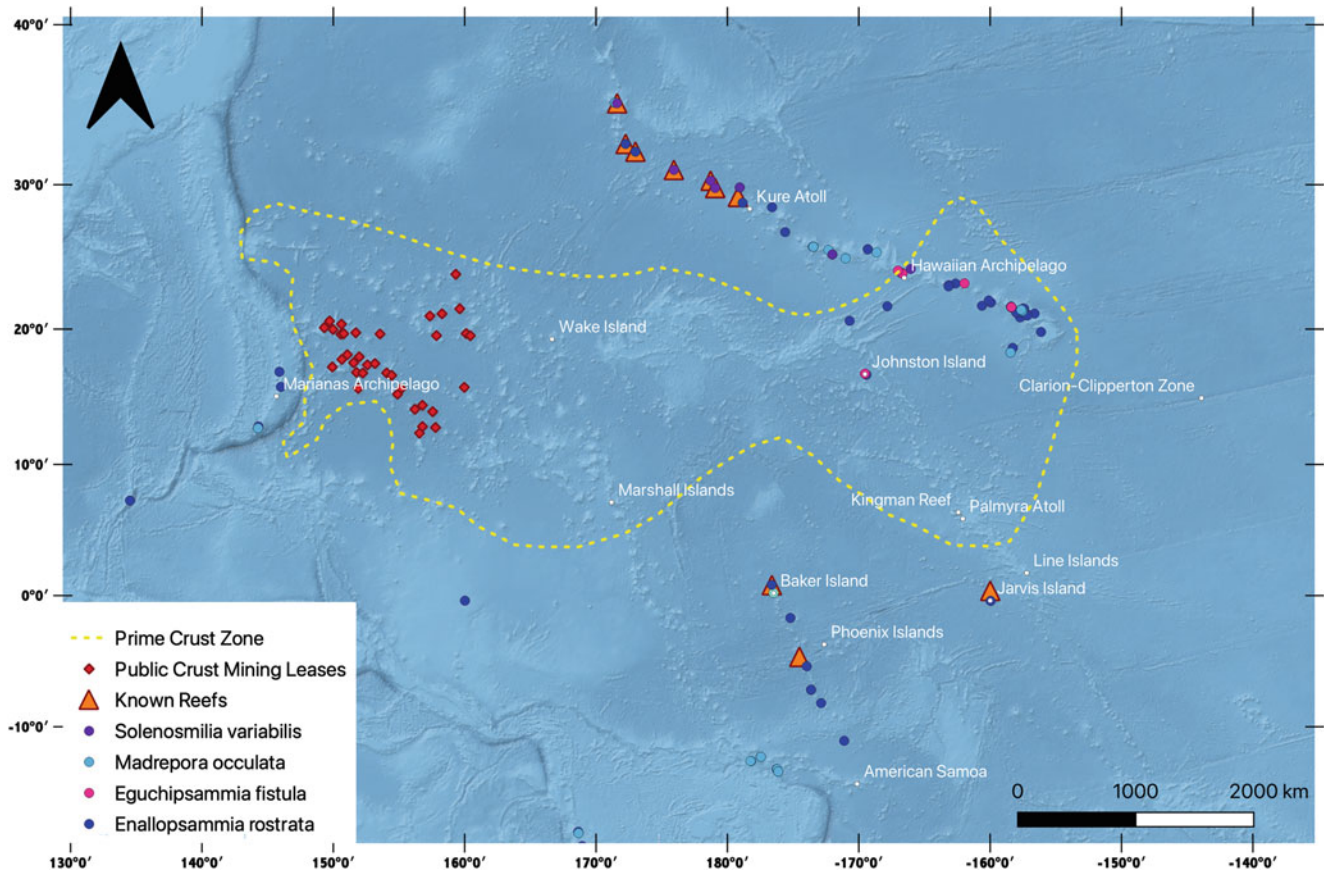 40°0′
30°0′
20°0′
10°0′
0°0′
-10°0′
Kure Atoll
Hawaiian Archipelago
Wake Island
Johnston Island
Marianas Archipelago
Clarion-Clipperton Zone
Marshall Islands
Kingman Reef
Palmyra Atoll
Line Islands
Baker Island
Jarvis Island
Phoenix Islands
American Samoa
Prime Crust Zone
Public Crust Mining Leases
Known Reefs
Solenosmilia variabilis
Madrepora occulata
Eguchipsammia fistula
Enallopsammia rostrata
0 1000 2000 km
130°0′ 150°0′ 160°0′ 170°0′ 180°0′ -170°0′ -160°0′ -150°0′ -140°0′